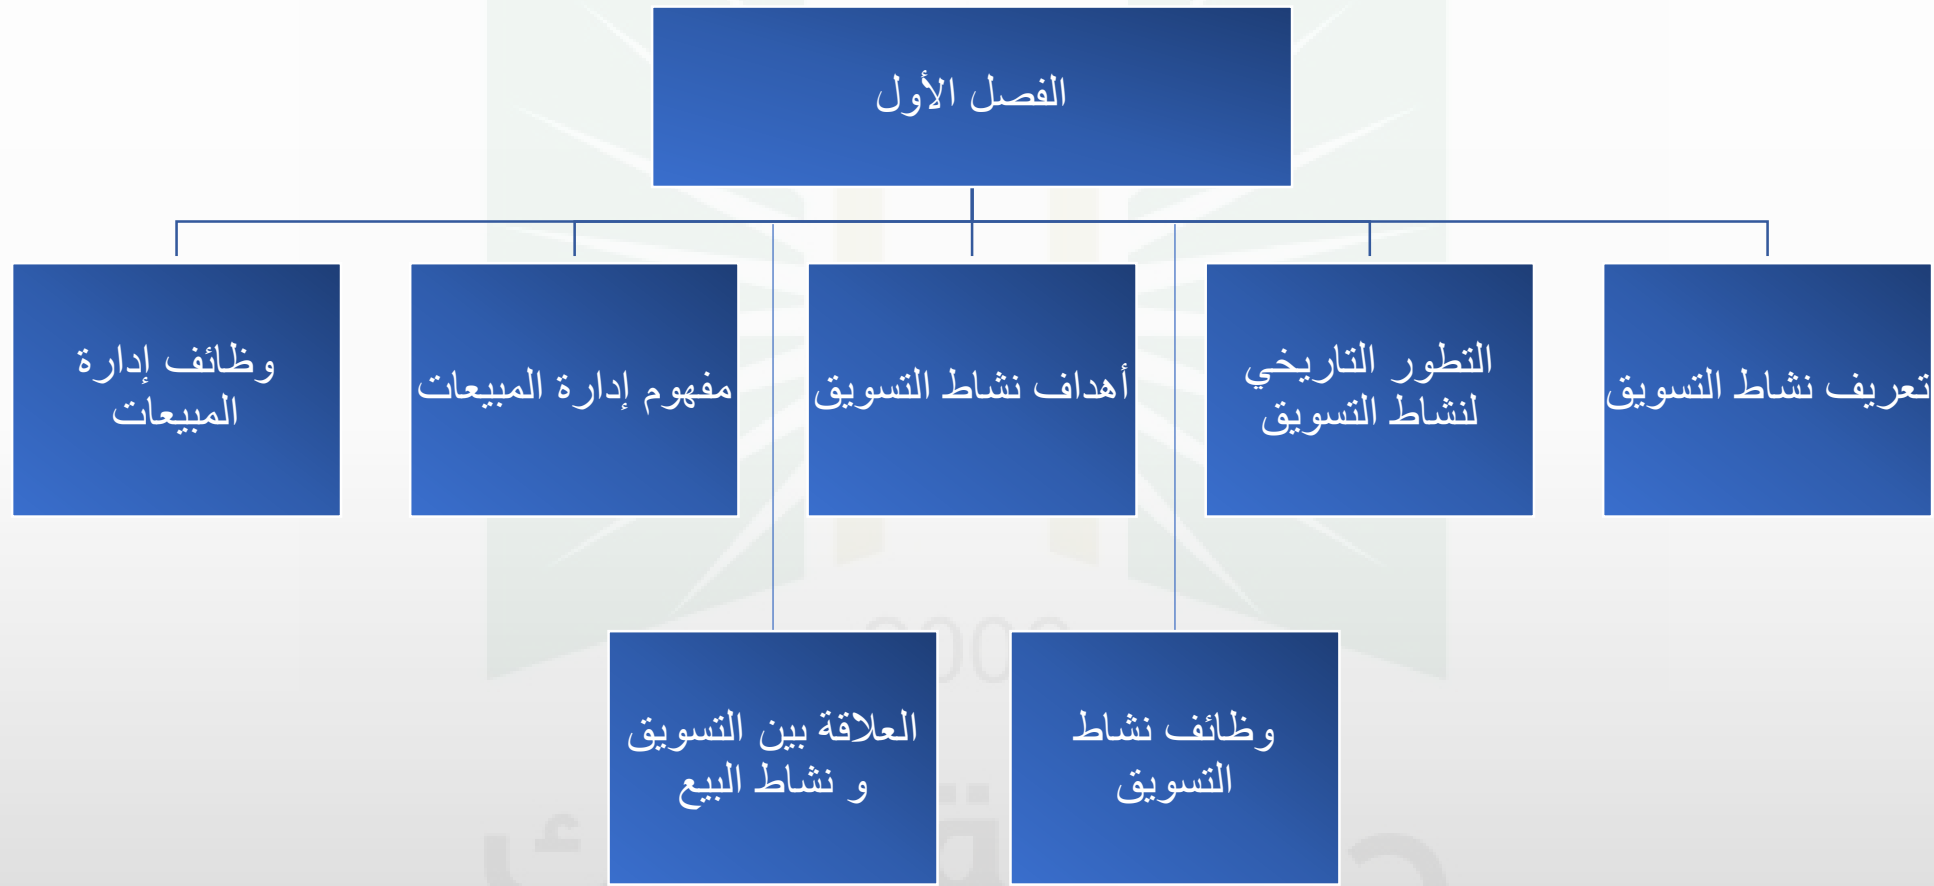 الفصل الأول
تعريف نشاط التسويق
التطور التاريخي
لنشاط التسويق
أهداف نشاط التسويق
مفهوم إدارة المبيعات
وظائف إدارة
المبيعات
وظائف نشاط
التسويق
العلاقة بين التسويق
و نشاط البيع